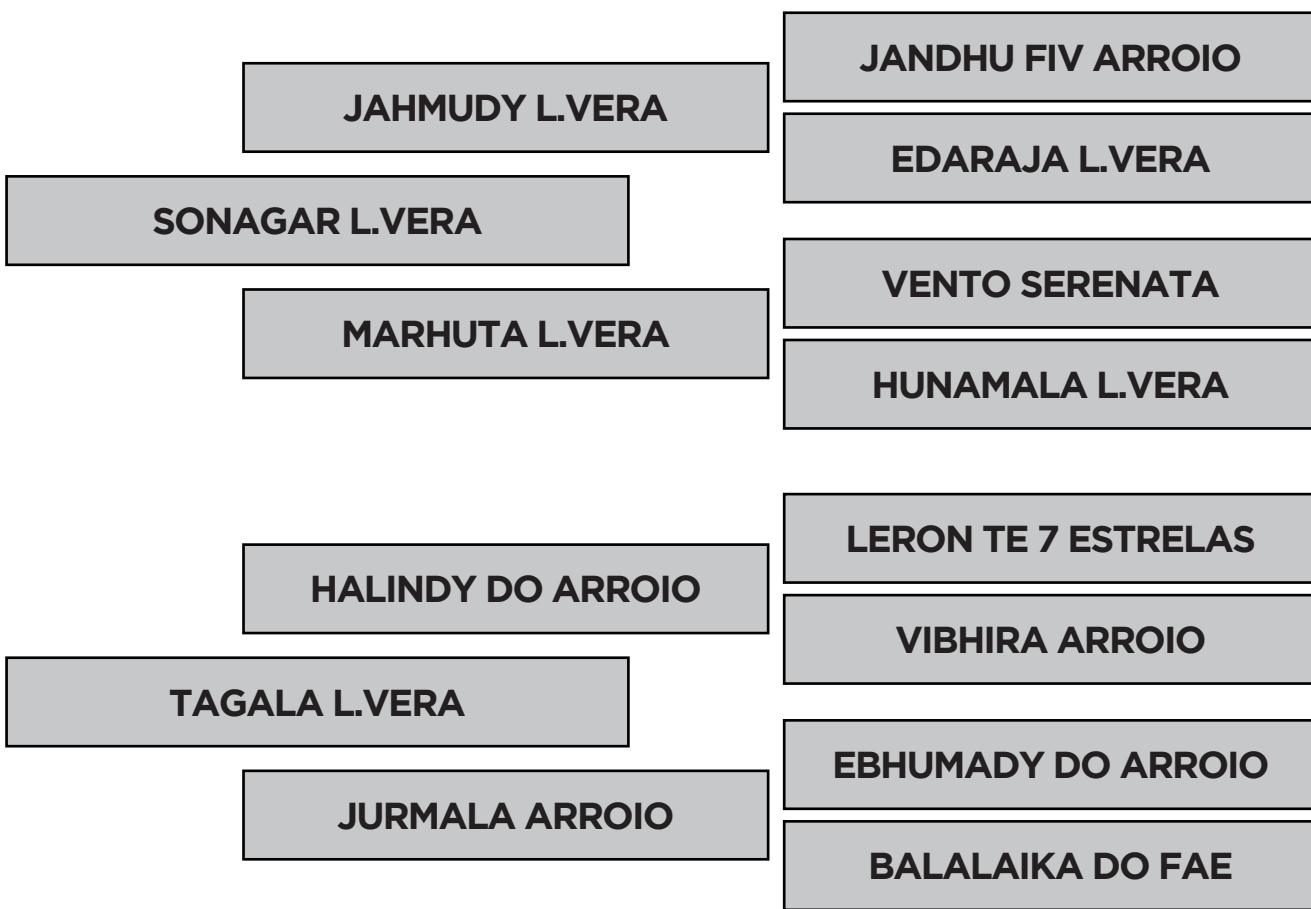 JANDHU FIV ARROIO
JAHMUDY L.VERA
EDARAJA L.VERA
SONAGAR L.VERA
VENTO SERENATA
MARHUTA L.VERA
HUNAMALA L.VERA
LERON TE 7 ESTRELAS
HALINDY DO ARROIO
VIBHIRA ARROIO
TAGALA L.VERA
EBHUMADY DO ARROIO
JURMALA ARROIO
BALALAIKA DO FAE